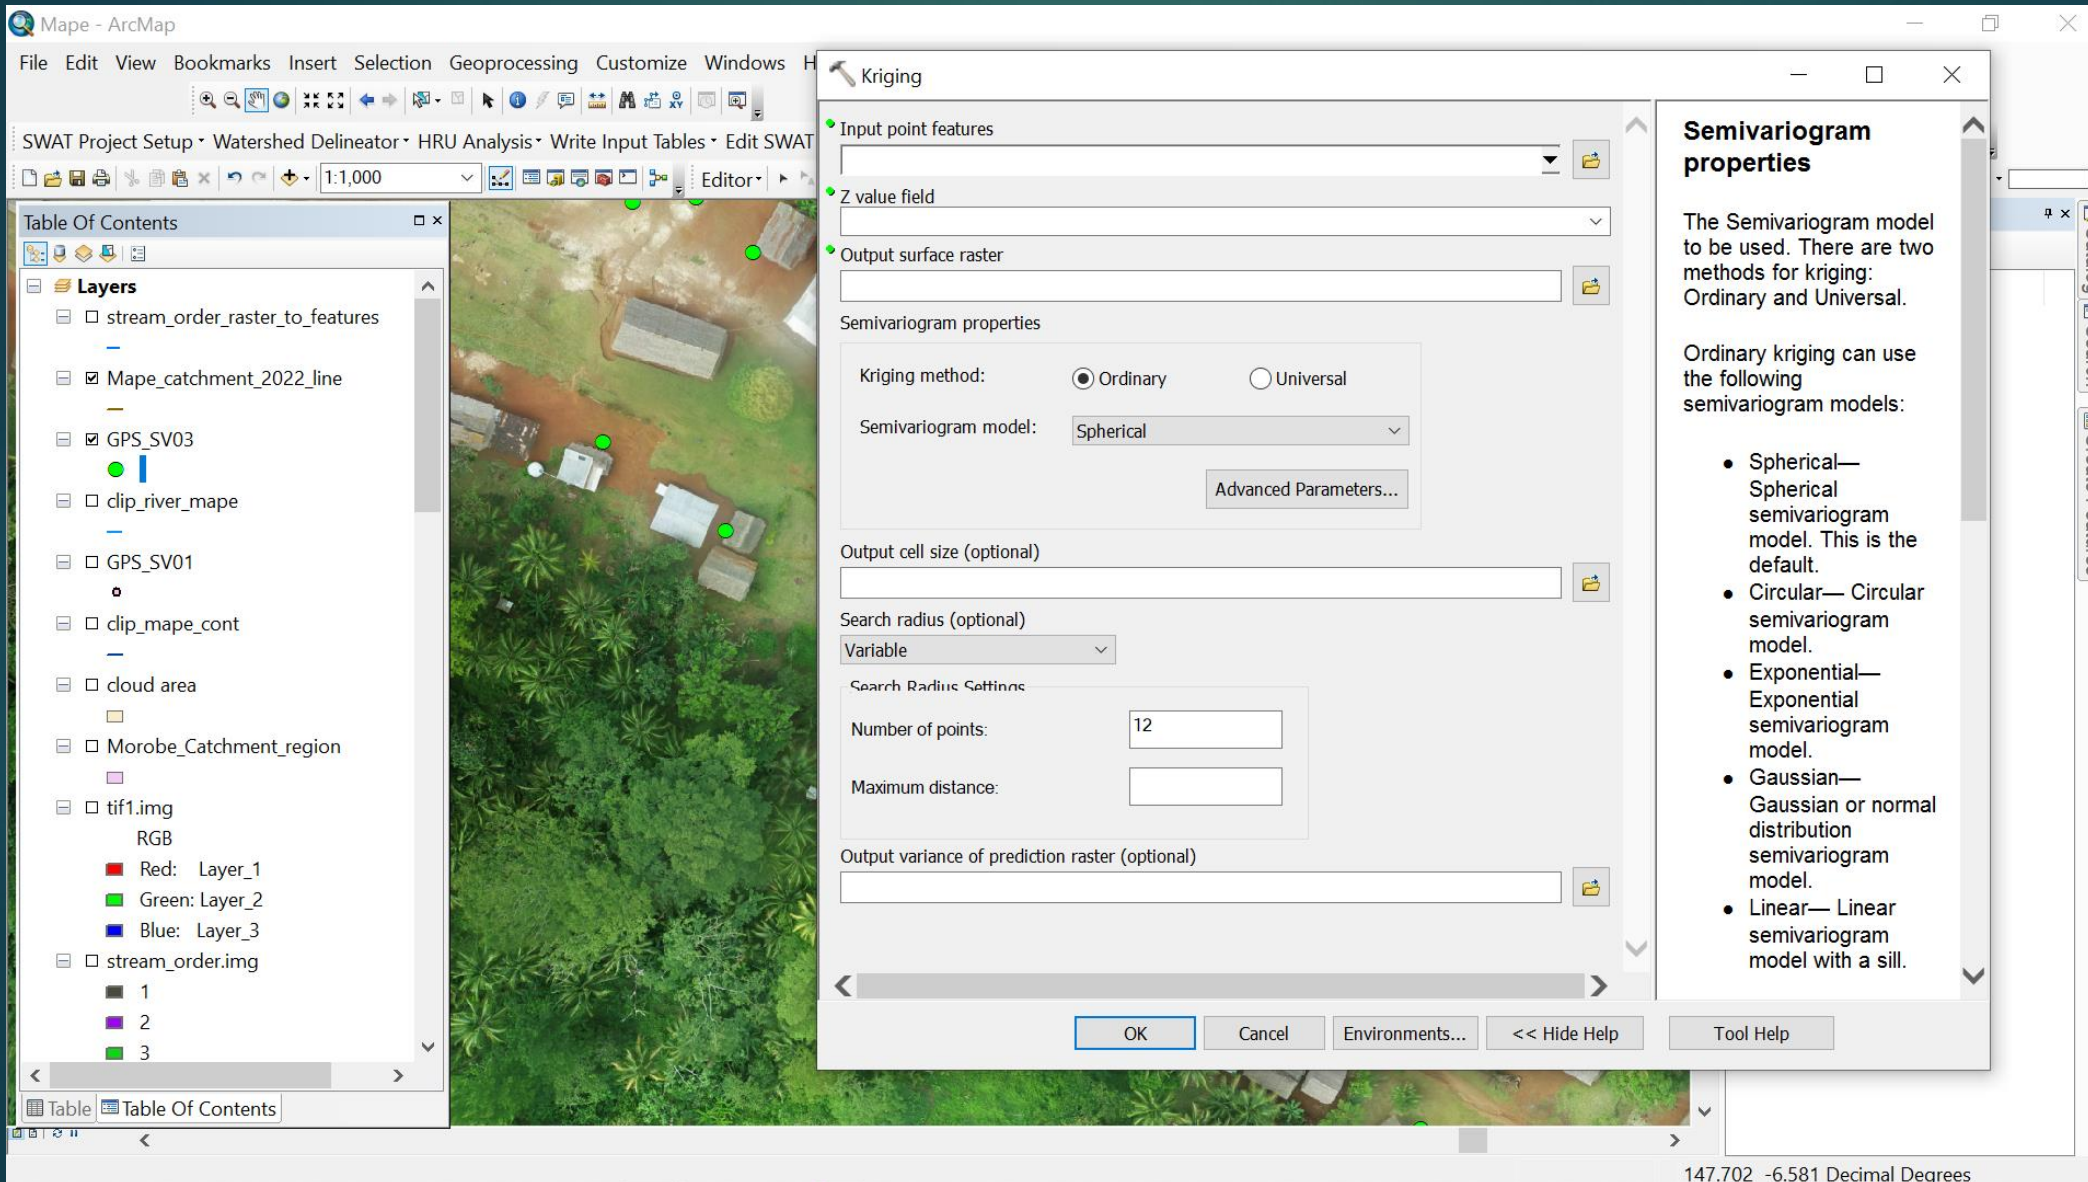 Mape - ArcMap
File Edit View Bookmarks Insert Selection Geoprocessing Customize Windows H
SWAT Project Setup Watershed Delineator HRU Analysis Write Input Tables Edit SWAT
1:1,000
Editor
Table Of Contents
Layers
stream_order_raster_to_features
Mape_catchment_2022_line
GPS_SV03
clip_river_mape
GPS_SV01
clip_mape_cont
cloud area
Morobe_Catchment_region
tif1.img
RGB
Red: Layer_1
Green: Layer_2
Blue: Layer_3
stream_order.img
1
2
3
Table
Table Of Contents
Kriging
Input point features
Z value field
Output surface raster
Semivariogram properties
Kriging method:
Ordinary
Universal
Semivariogram model:
Spherical
Advanced Parameters...
Output cell size (optional)
Search radius (optional)
Variable
Search Radius Settings
Number of points:
12
Maximum distance:
Output variance of prediction raster (optional)
OK
Cancel
Environments...
<< Hide Help
Tool Help
Semivariogram
properties
The Semivariogram model
to be used. There are two
methods for kriging:
Ordinary and Universal.
Ordinary kriging can use
the following
semivariogram models:
● Spherical—
Spherical
semivariogram
model. This is the
default.
● Circular— Circular
semivariogram
model.
● Exponential—
Exponential
semivariogram
model.
● Gaussian—
Gaussian or normal
distribution
semivariogram
model.
● Linear— Linear
semivariogram
model with a sill.
147.702 -6.581 Decimal Degrees